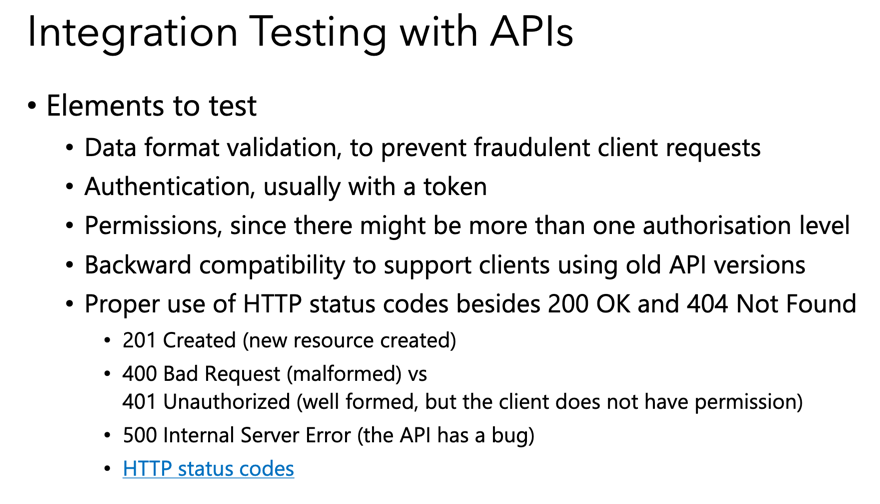 Integration Testing with APIs
• Elements to test
• Data format validation, to prevent fraudulent client requests
• Authentication, usually with a token
• Permissions, since there might be more than one authorisation level
• Backward compatibility to support clients using old API versions
• Proper use of HTTP status codes besides 200 OK and 404 Not Found
• 201 Created (new resource created)
• 400 Bad Request (malformed) vs
401 Unauthorized (well formed, but the client does not have permission)
• 500 Internal Server Error (the API has a bug)
• HTTP status codes